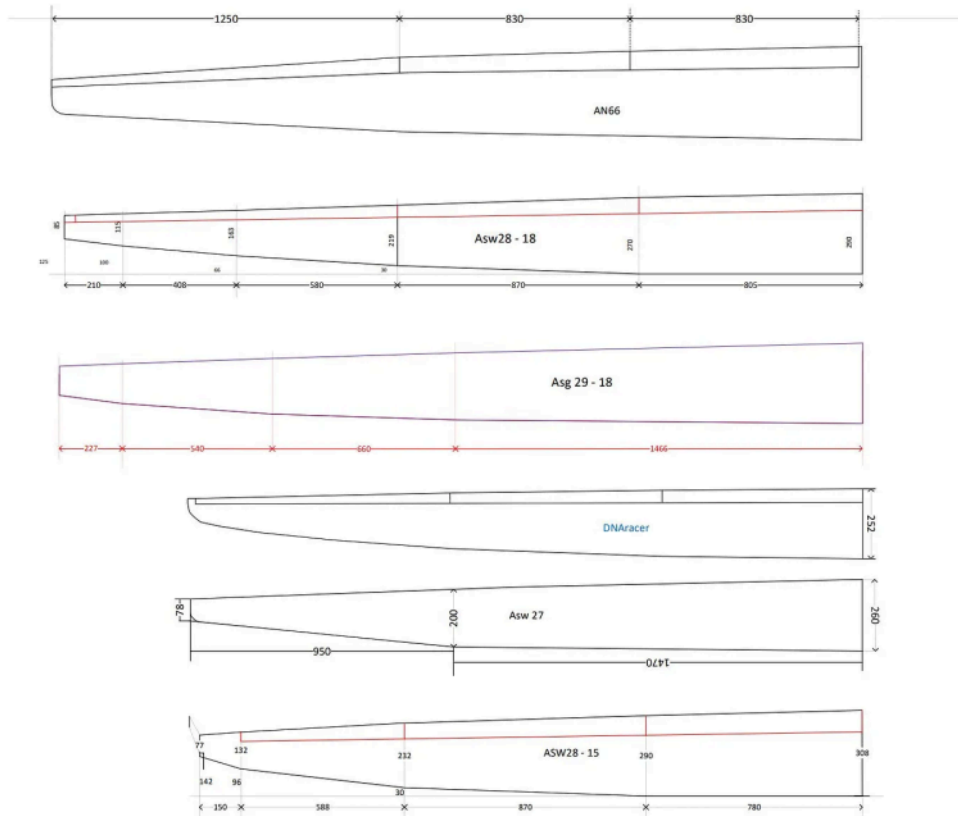 1250 830 830
AN66
85 115 163 219 Asw28 - 18 270 290
125 100 66 30
210 408 580 870 805
Asg 29 - 18
227 540 660 1466
DNAracer
252
78 200 Asw 27 260
950
1470
77 132 232 290 ASW28 - 15 308
142 96 30
150 588 870 780